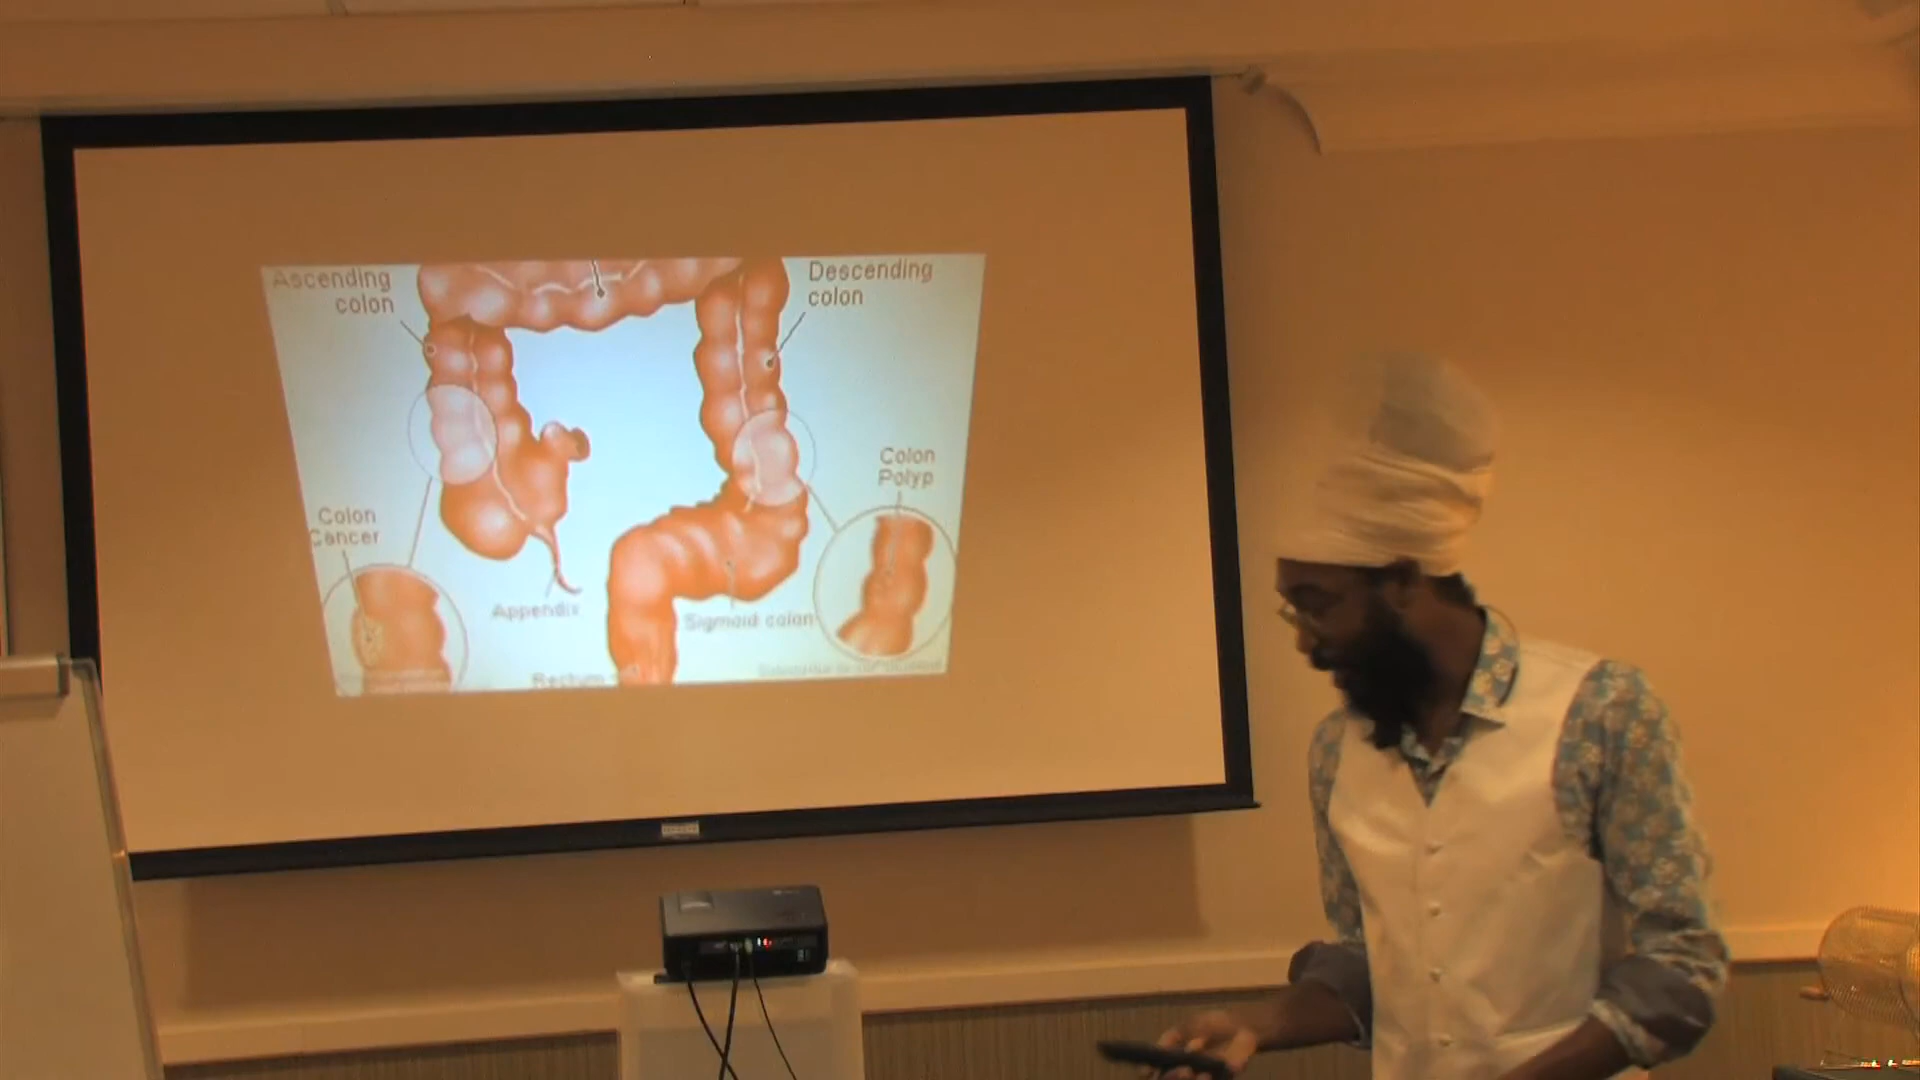 Ascending
colon
Descending
colon
Colon
Polyp
Colon
Cancer
Appendix
Sigmoid colon
Rectum